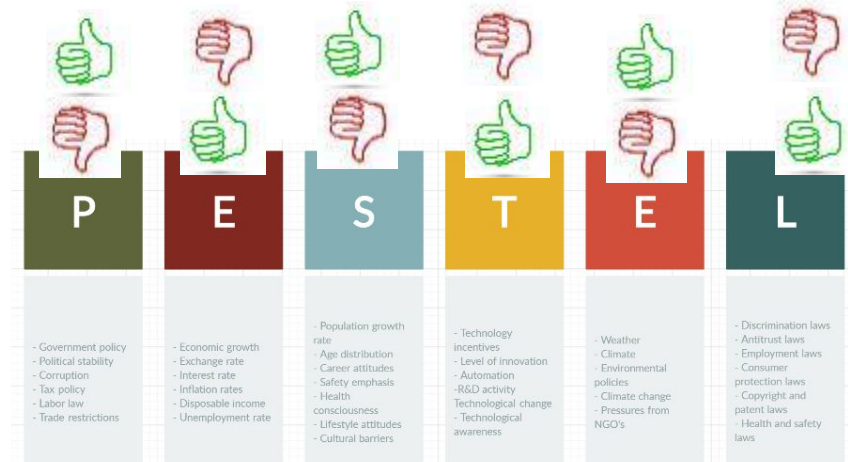 P
E
S
T
E
L
- Government policy
- Political stability
- Corruption
- Tax policy
- Labor law
- Trade restrictions
- Economic growth
- Exchange rate
- Interest rate
- Inflation rates
- Disposable income
- Unemployment rate
- Population growth
rate
- Age distribution
- Career attitudes
- Safety emphasis
- Health
consciousness
- Lifestyle attitudes
- Cultural barriers
- Technology
incentives
- Level of innovation
- Automation
-R&D activity
Technological change
- Technological
awareness
- Weather
- Climate
- Environmental
policies
- Climate change
- Pressures from
NGO's
- Discrimination laws
- Antitrust laws
- Employment laws
- Consumer
protection laws
- Copyright and
patent laws
- Health and safety
laws